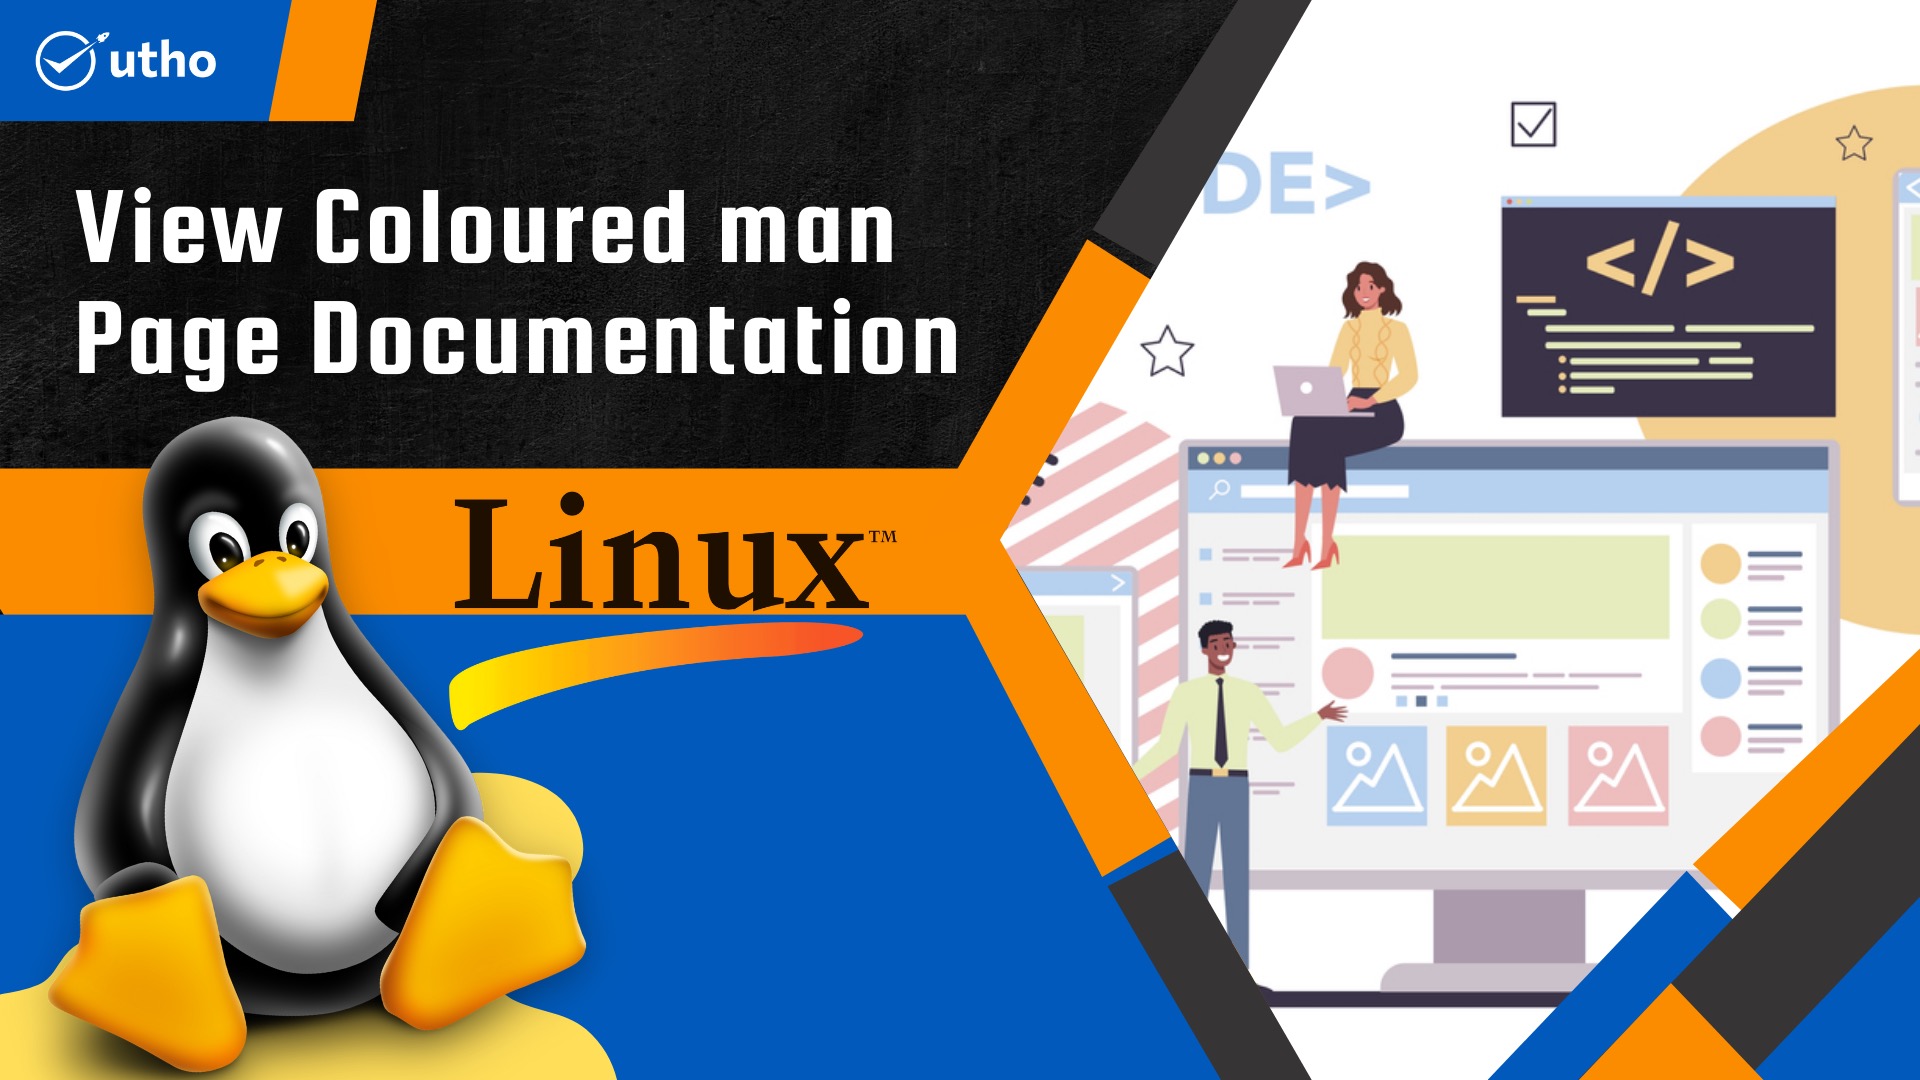 utho
View Coloured man
Page Documentation
DE>
</>
Linux™